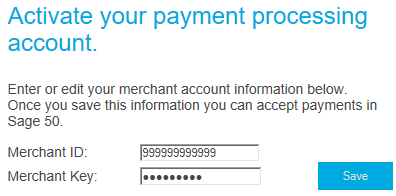 Activate your payment processing
account.
Enter or edit your merchant account information below.
Once you save this information you can accept payments in
Sage 50.
Merchant ID: 999999999999
Merchant Key: ●●●●●●●●● Save